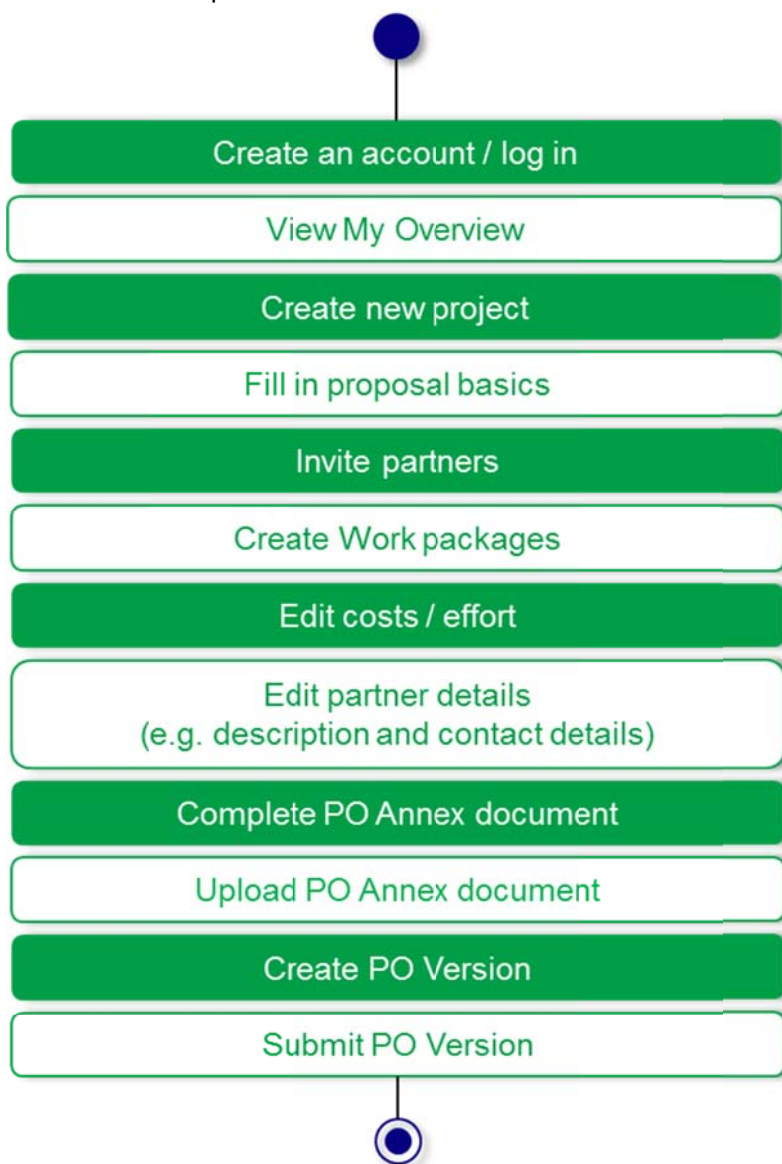 Create an account / log in
View My Overview
Create new project
Fill in proposal basics
Invite partners
Create Work packages
Edit costs / effort
Edit partner details
(e.g. description and contact details)
Complete PO Annex document
Upload PO Annex document
Create PO Version
Submit PO Version